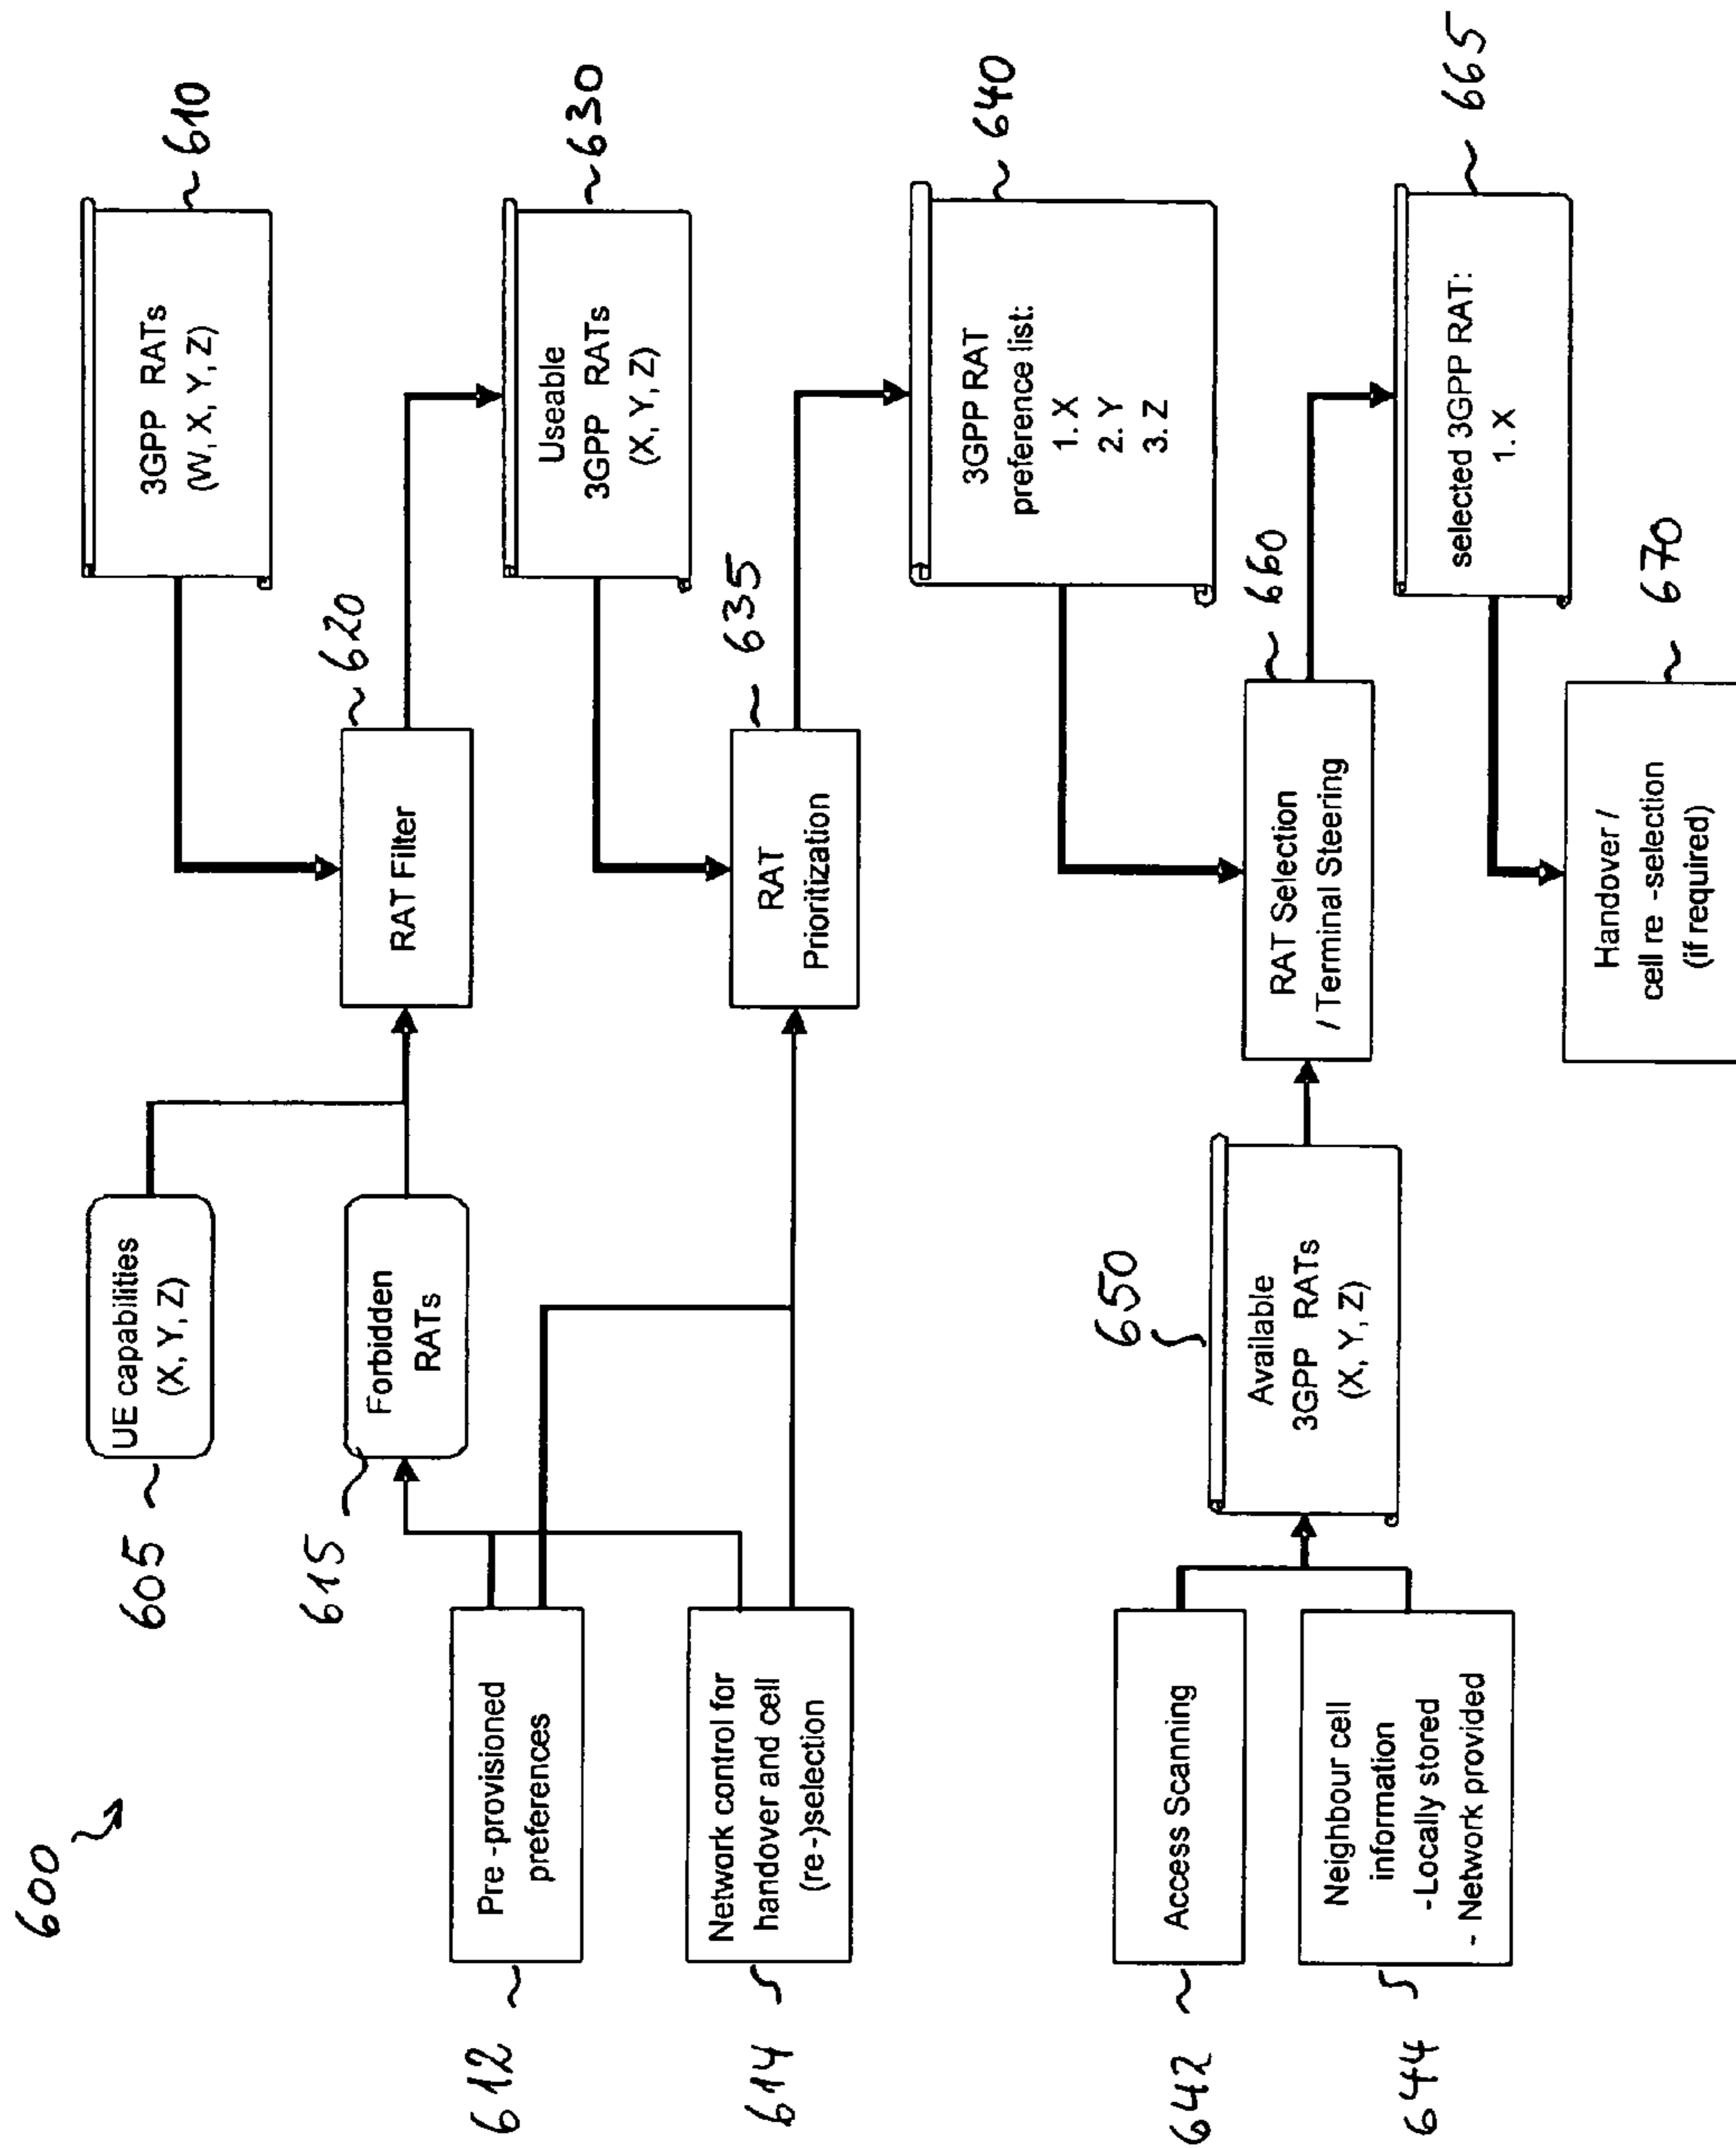 600
605
UE capabilities
(X, Y, Z)
3GPP RATs
(W, X, Y, Z)
610
615
Forbidden
RATs
RAT Filter
620
612
Pre -provisioned
preferences
Useable
3GPP RATs
(X, Y, Z)
630
614
Network control for
handover and cell
(re -)selection
RAT
Prioritization
635
3GPP RAT
preference list:
1. X
2. Y
3. Z
640
642
Access Scanning
650
Available
3GPP RATs
(X, Y, Z)
RAT Selection
/ Terminal Steering
660
644
Neighbour cell
information
-Locally stored
- Network provided
selected 3GPP RAT:
1. X
665
Handover /
cell re -selection
(if required)
670